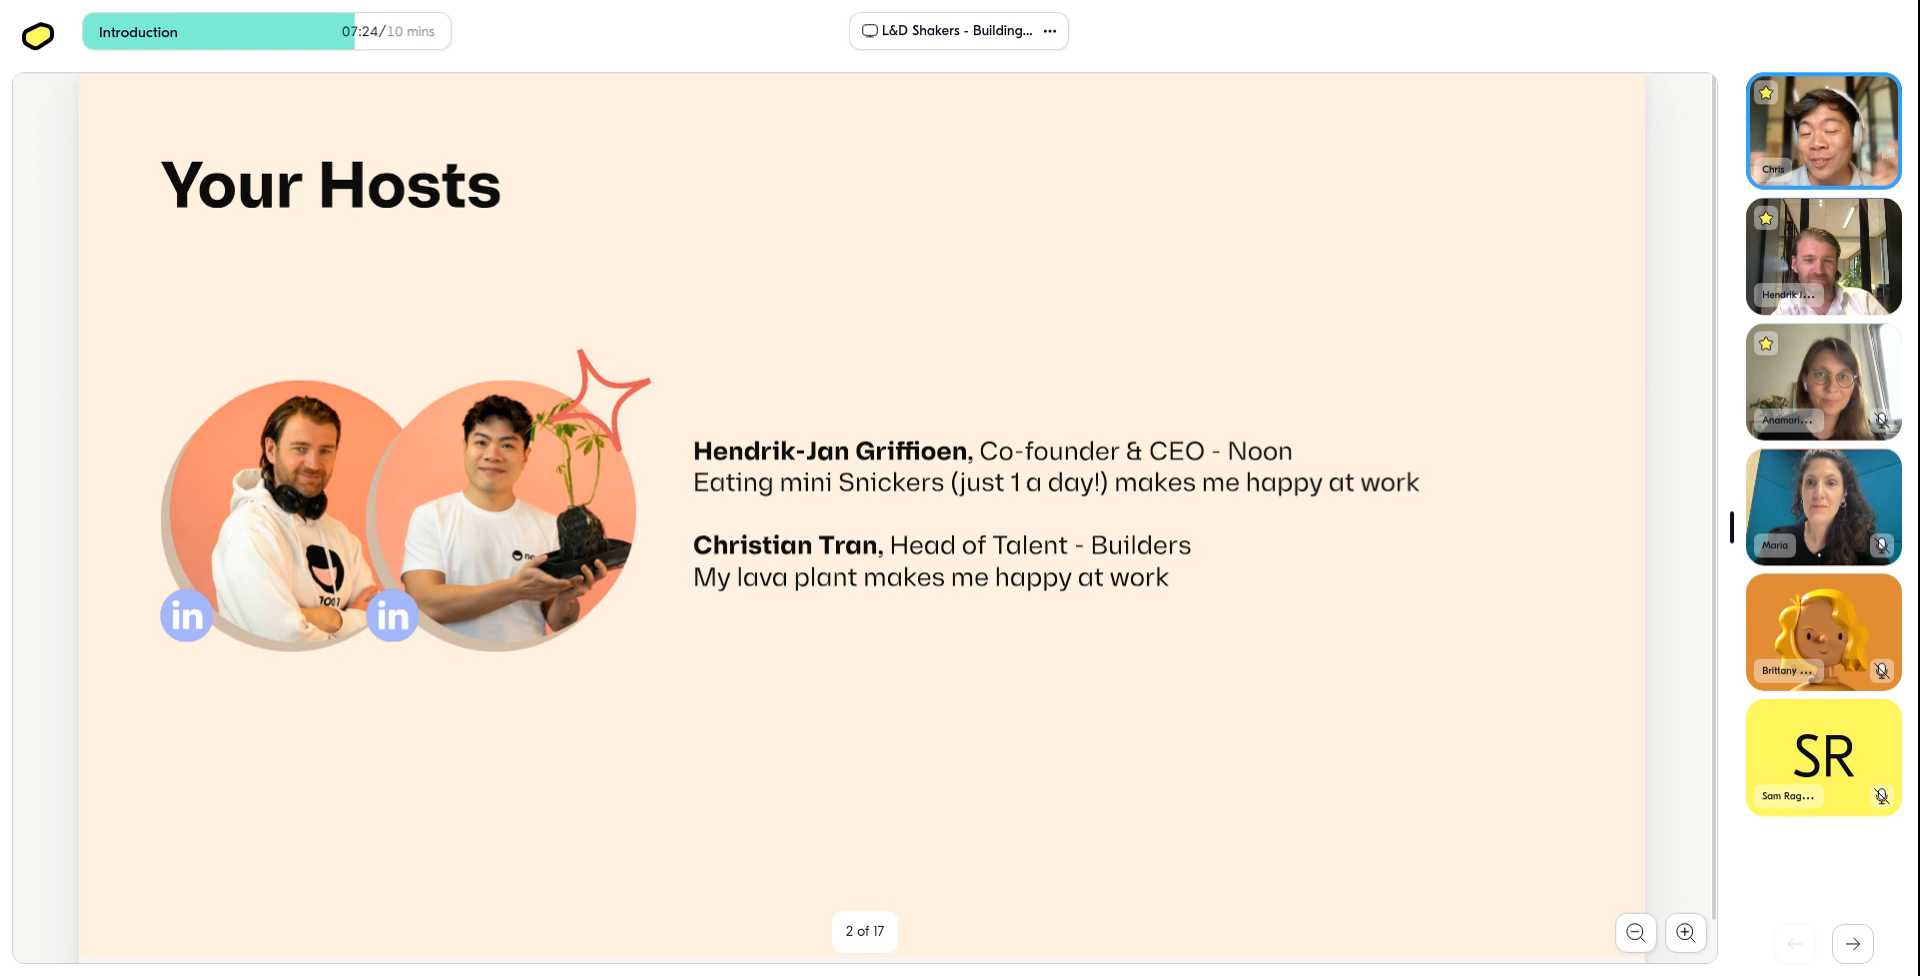 Introduction
07:24/10 mins
L&D Shakers - Building...
Chris
Your Hosts
Hendrik J...
Anamari...
Hendrik-Jan Griffioen, Co-founder & CEO - Noon
Eating mini Snickers (just 1 a day!) makes me happy at work
Christian Tran, Head of Talent - Builders
My lava plant makes me happy at work
in
in
Maria
Brittany ...
SR
Sam Rag...
2 of 17